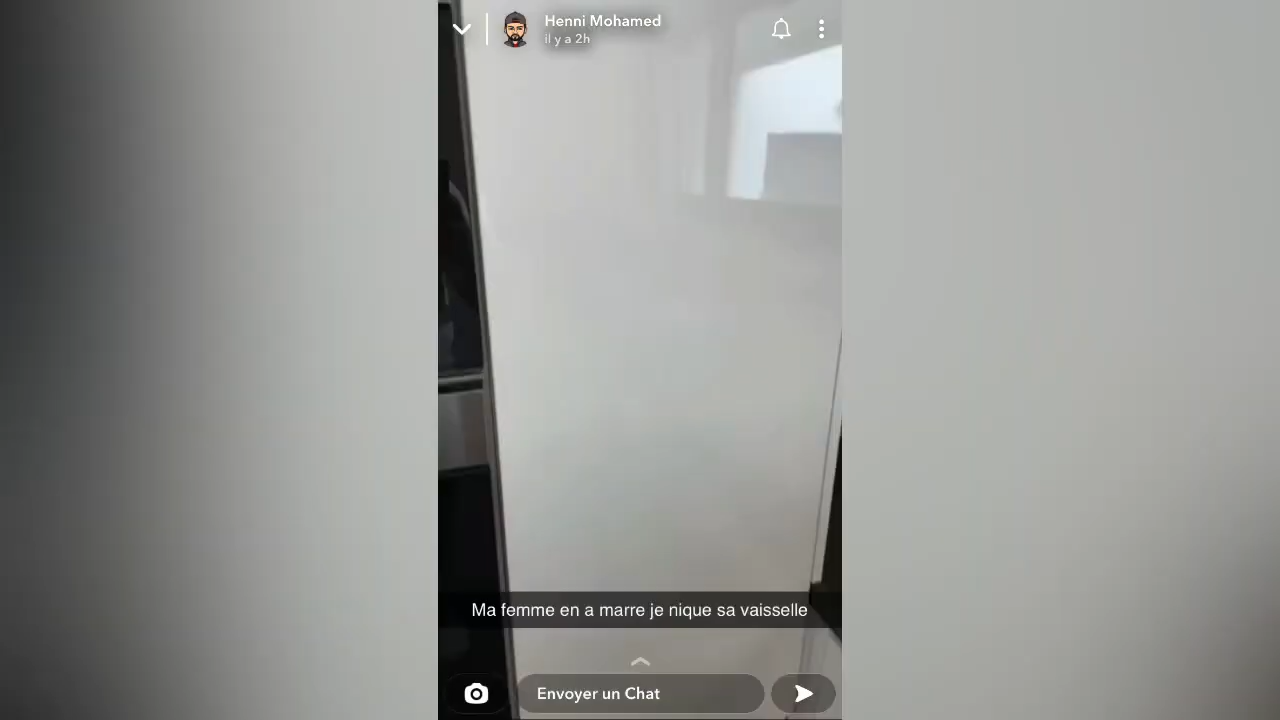 Henni Mohamed
il y a 2h
Ma femme en a marre je nique sa vaisselle
Envoyer un Chat